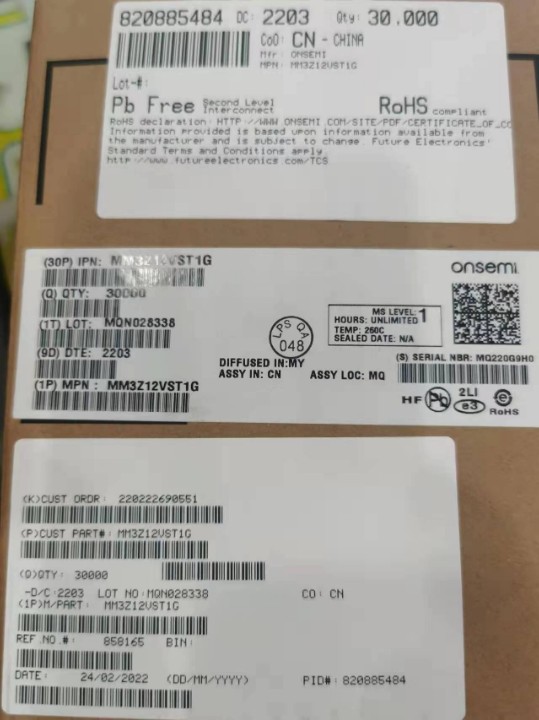 820885484 DC: 2203 Qty: 30.000
CoO: CN - CHINA
Mfr: ONSEMI
MPN: MM3Z12VST1G
Lot-#:
Pb Free Second Level Interconnect RoHS compliant
RoHS declaration: HTTP://WWW.ONSEMI.COM/SITE/PDF/CERTIFICATE_OF_CO
Information provided is based upon information available from
the manufacturer and is subject to change. Future Electronics'
Standard Terms and Conditions apply.
http://www.futureelectronics.com/TCS
(30P) IPN: MM3Z12VST1G
onsemi
(Q) QTY: 30000
(1T) LOT: MQN028338
(9D) DTE: 2203
(1P) MPN : MM3Z12VST1G
LPS QA
048
MS LEVEL: 1
HOURS: UNLIMITED
TEMP: 260C
SEALED DATE: N/A
DIFFUSED IN:MY
ASSY IN: CN ASSY LOC: MQ
(S) SERIAL NBR: MQ220G9H0
HF Pb 2LI e3 e RoHS
(K)CUST ORDR: 220222690551
(P)CUST PART#: MM3Z12VST1G
(Q)QTY: 30000
-D/C:2203 LOT NO:MQN028338 CO: CN
(1P)M/PART: MM3Z12VST1G
REF.NO.#: 858165 BIN:
DATE: 24/02/2022 (DD/MM/YYYY) PID#: 820885484